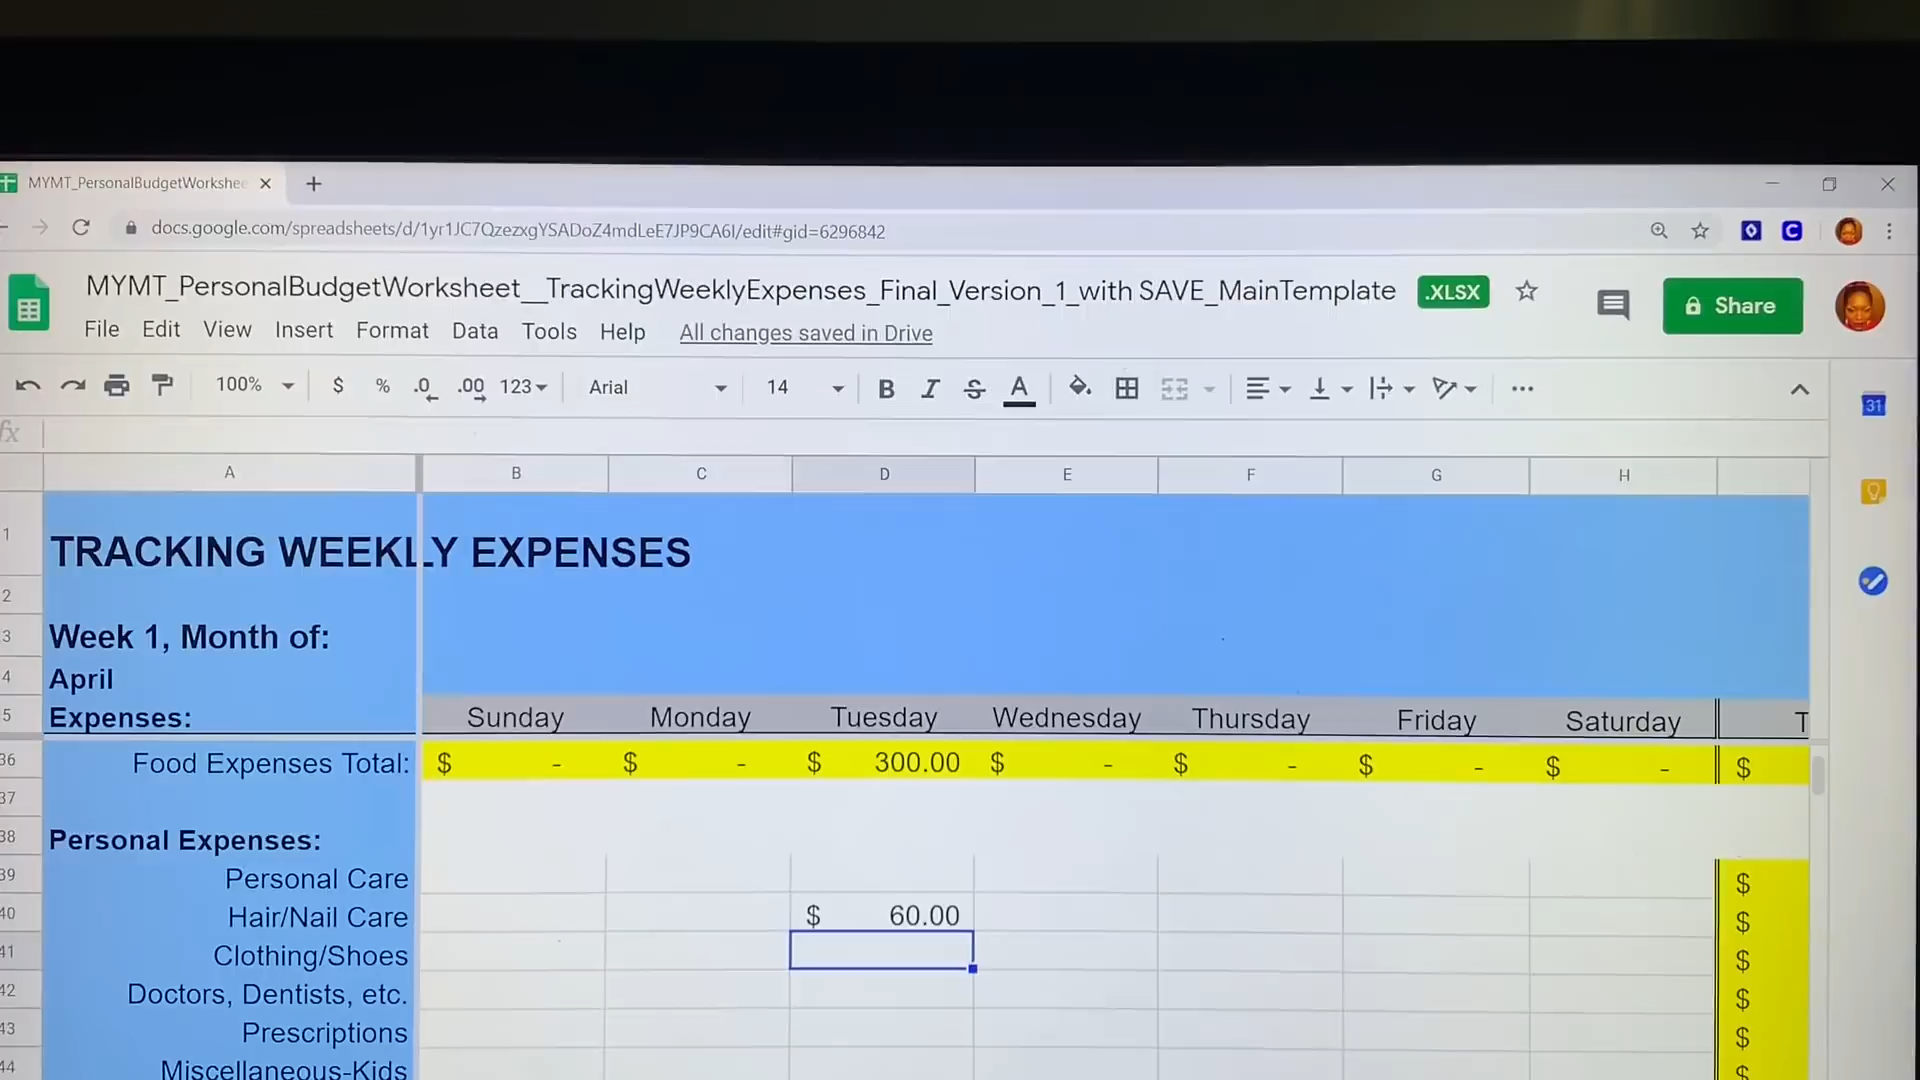 MYMT_PersonalBudgetWorkshee
docs.google.com/spreadsheets/d/1yr1JC7QzezxgYSADoZ4mdLeE7JP9CA6I/edit#gid=6296842
MYMT_PersonalBudgetWorksheet__TrackingWeeklyExpenses_Final_Version_1_with SAVE_MainTemplate .XLSX Share
File Edit View Insert Format Data Tools Help All changes saved in Drive
100% $ % .0 .00 123 Arial 14 B I S A 31
fx
A B C D E F G H
1 TRACKING WEEKLY EXPENSES
2
3 Week 1, Month of:
4 April
5 Expenses: Sunday Monday Tuesday Wednesday Thursday Friday Saturday T
36 Food Expenses Total: $ - $ - $ 300.00 $ - $ - $ - $ - $
37
38 Personal Expenses:
39 Personal Care $
40 Hair/Nail Care $ 60.00 $
41 Clothing/Shoes $
42 Doctors, Dentists, etc. $
43 Prescriptions $
44 Miscellaneous-Kids $